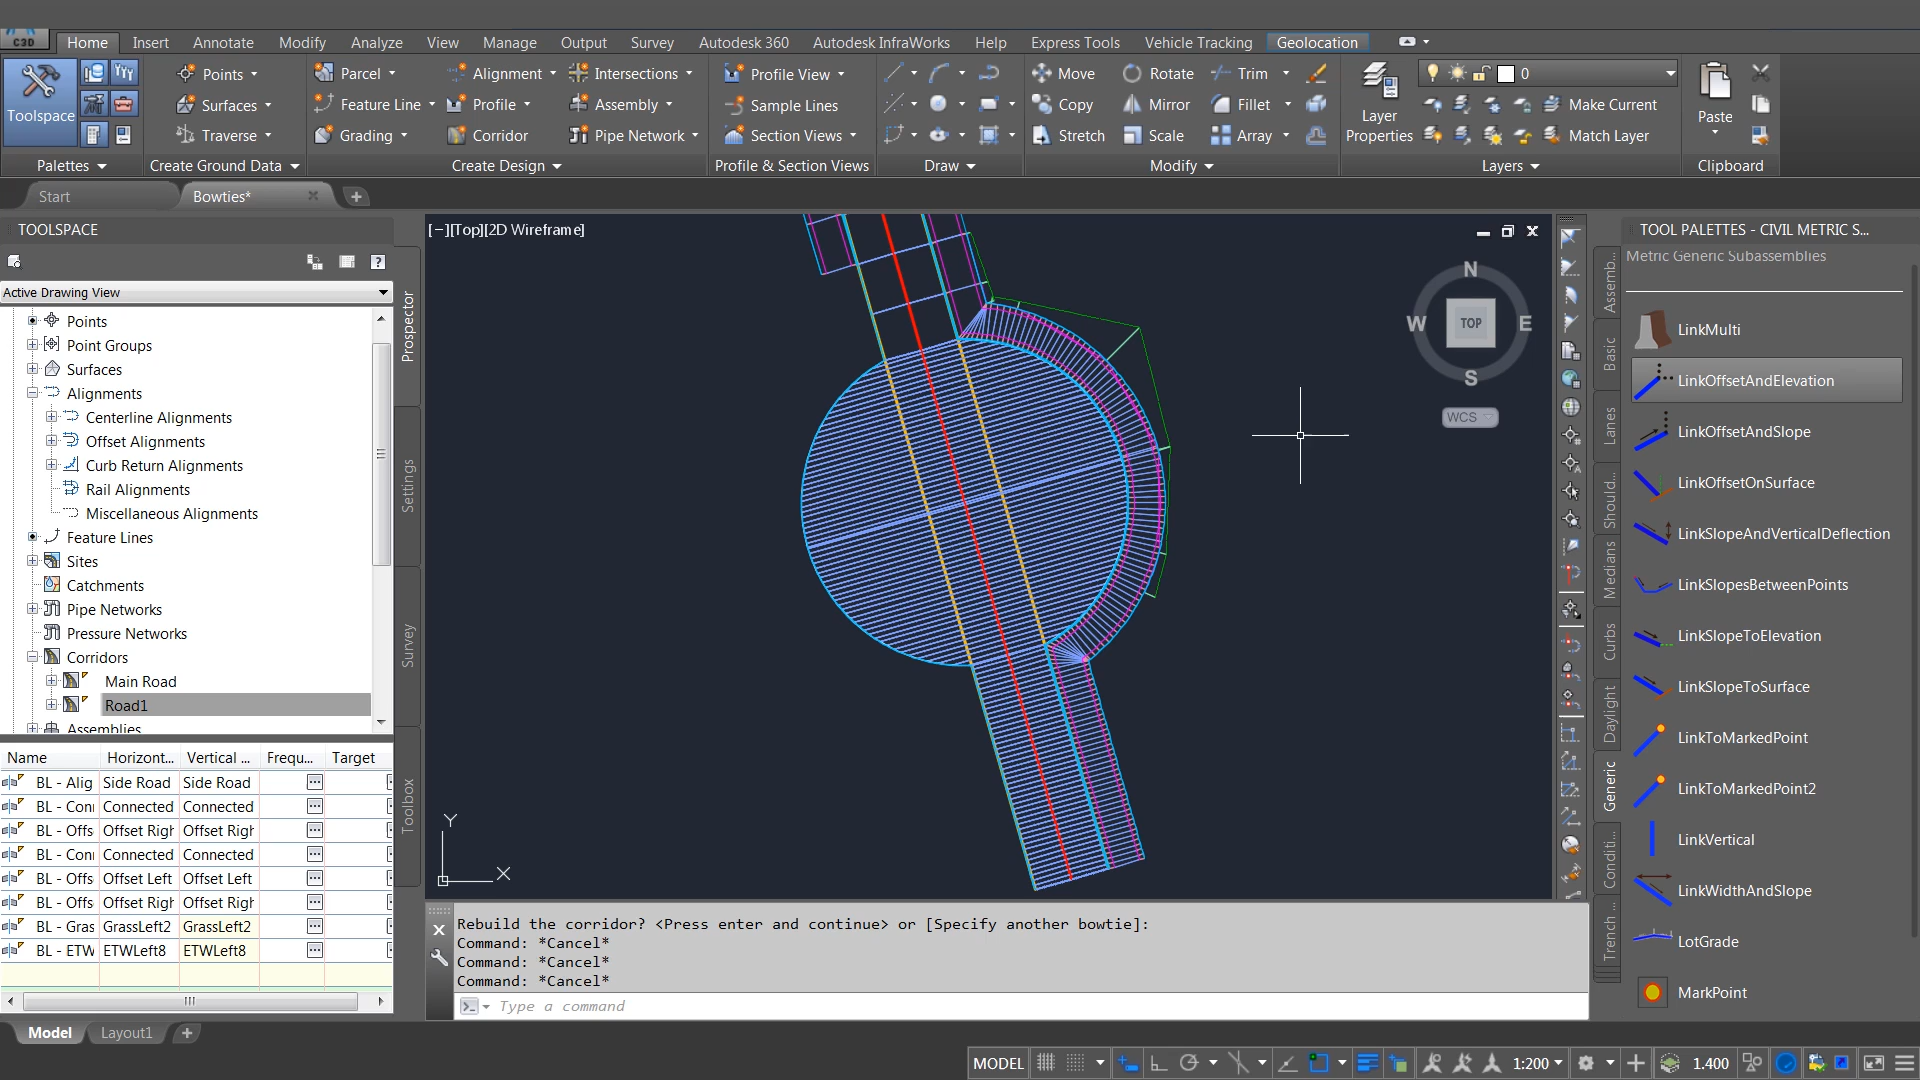 C3D
Home Insert Annotate Modify Analyze View Manage Output Survey Autodesk 360 Autodesk InfraWorks Help Express Tools Vehicle Tracking Geolocation
Toolspace
Points
Surfaces
Traverse
Parcel
Feature Line
Grading
Alignment
Profile
Corridor
Intersections
Assembly
Pipe Network
Profile View
Sample Lines
Section Views
Move
Copy
Stretch
Rotate
Mirror
Scale
Trim
Fillet
Array
Layer Properties
0
Make Current
Match Layer
Paste
Palettes Create Ground Data Create Design Profile & Section Views Draw Modify Layers Clipboard
Start Bowties*
TOOLSPACE
Active Drawing View
Points
Point Groups
Surfaces
Alignments
Centerline Alignments
Offset Alignments
Curb Return Alignments
Rail Alignments
Miscellaneous Alignments
Feature Lines
Sites
Catchments
Pipe Networks
Pressure Networks
Corridors
Main Road
Road1
Assemblies
Prospector
Settings
Survey
Toolbox
Name Horizont... Vertical ... Frequ... Target
BL - Alig Side Road Side Road
BL - Con Connected Connected
BL - Offs Offset Righ Offset Righ
BL - Con Connected Connected
BL - Offs Offset Left Offset Left
BL - Offs Offset Righ Offset Righ
BL - Gras GrassLeft2 GrassLeft2
BL - ETW ETWLeft8 ETWLeft8
[−][Top][2D Wireframe]
N
W TOP E
S
WCS
Y
X
Rebuild the corridor? <Press enter and continue> or [Specify another bowtie]:
Command: *Cancel*
Command: *Cancel*
Command: *Cancel*
Type a command
TOOL PALETTES - CIVIL METRIC S...
Metric Generic Subassemblies
LinkMulti
LinkOffsetAndElevation
LinkOffsetAndSlope
LinkOffsetOnSurface
LinkSlopeAndVerticalDeflection
LinkSlopesBetweenPoints
LinkSlopeToElevation
LinkSlopeToSurface
LinkToMarkedPoint
LinkToMarkedPoint2
LinkVertical
LinkWidthAndSlope
LotGrade
MarkPoint
Assemb...
Basic
Lanes
Should...
Medians
Curbs
Daylight
Generic
Conditi...
Trench ...
Model Layout1
MODEL 1:200 1.400